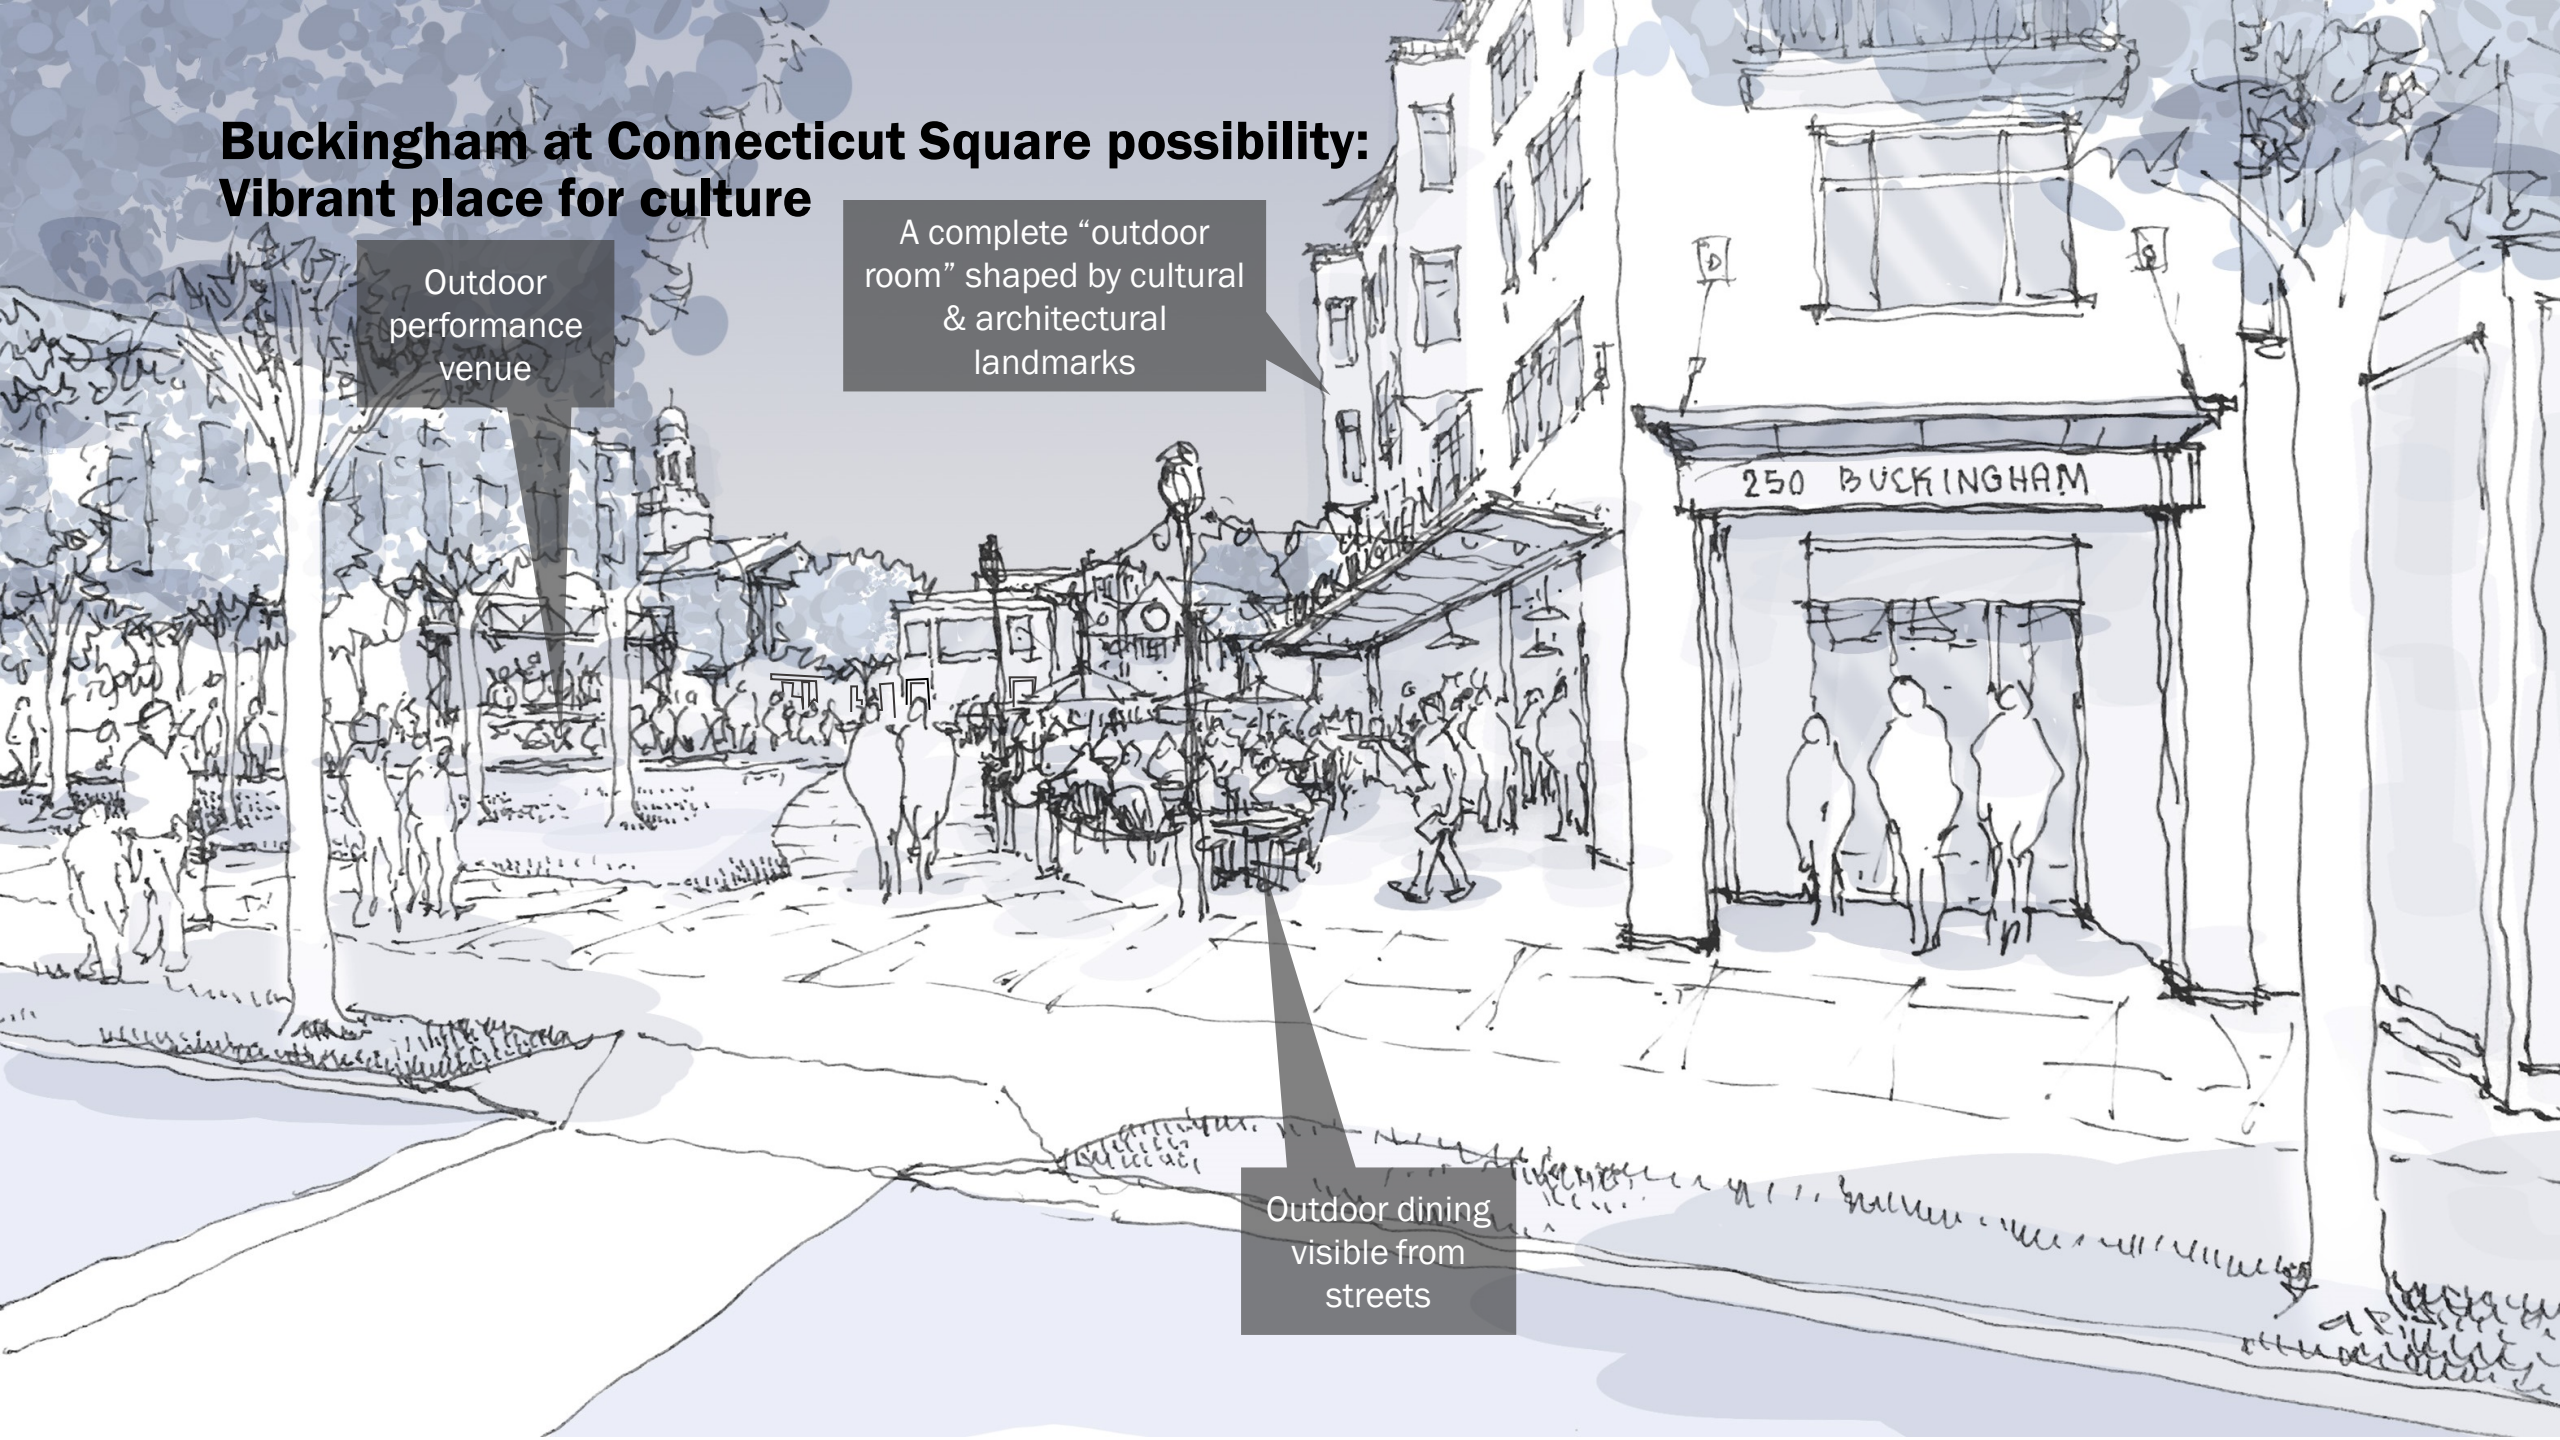 Buckingham at Connecticut Square possibility:
Vibrant place for culture
Outdoor
performance
venue
A complete “outdoor
room” shaped by cultural
& architectural
landmarks
250 BUCKINGHAM
Outdoor dining
visible from
streets